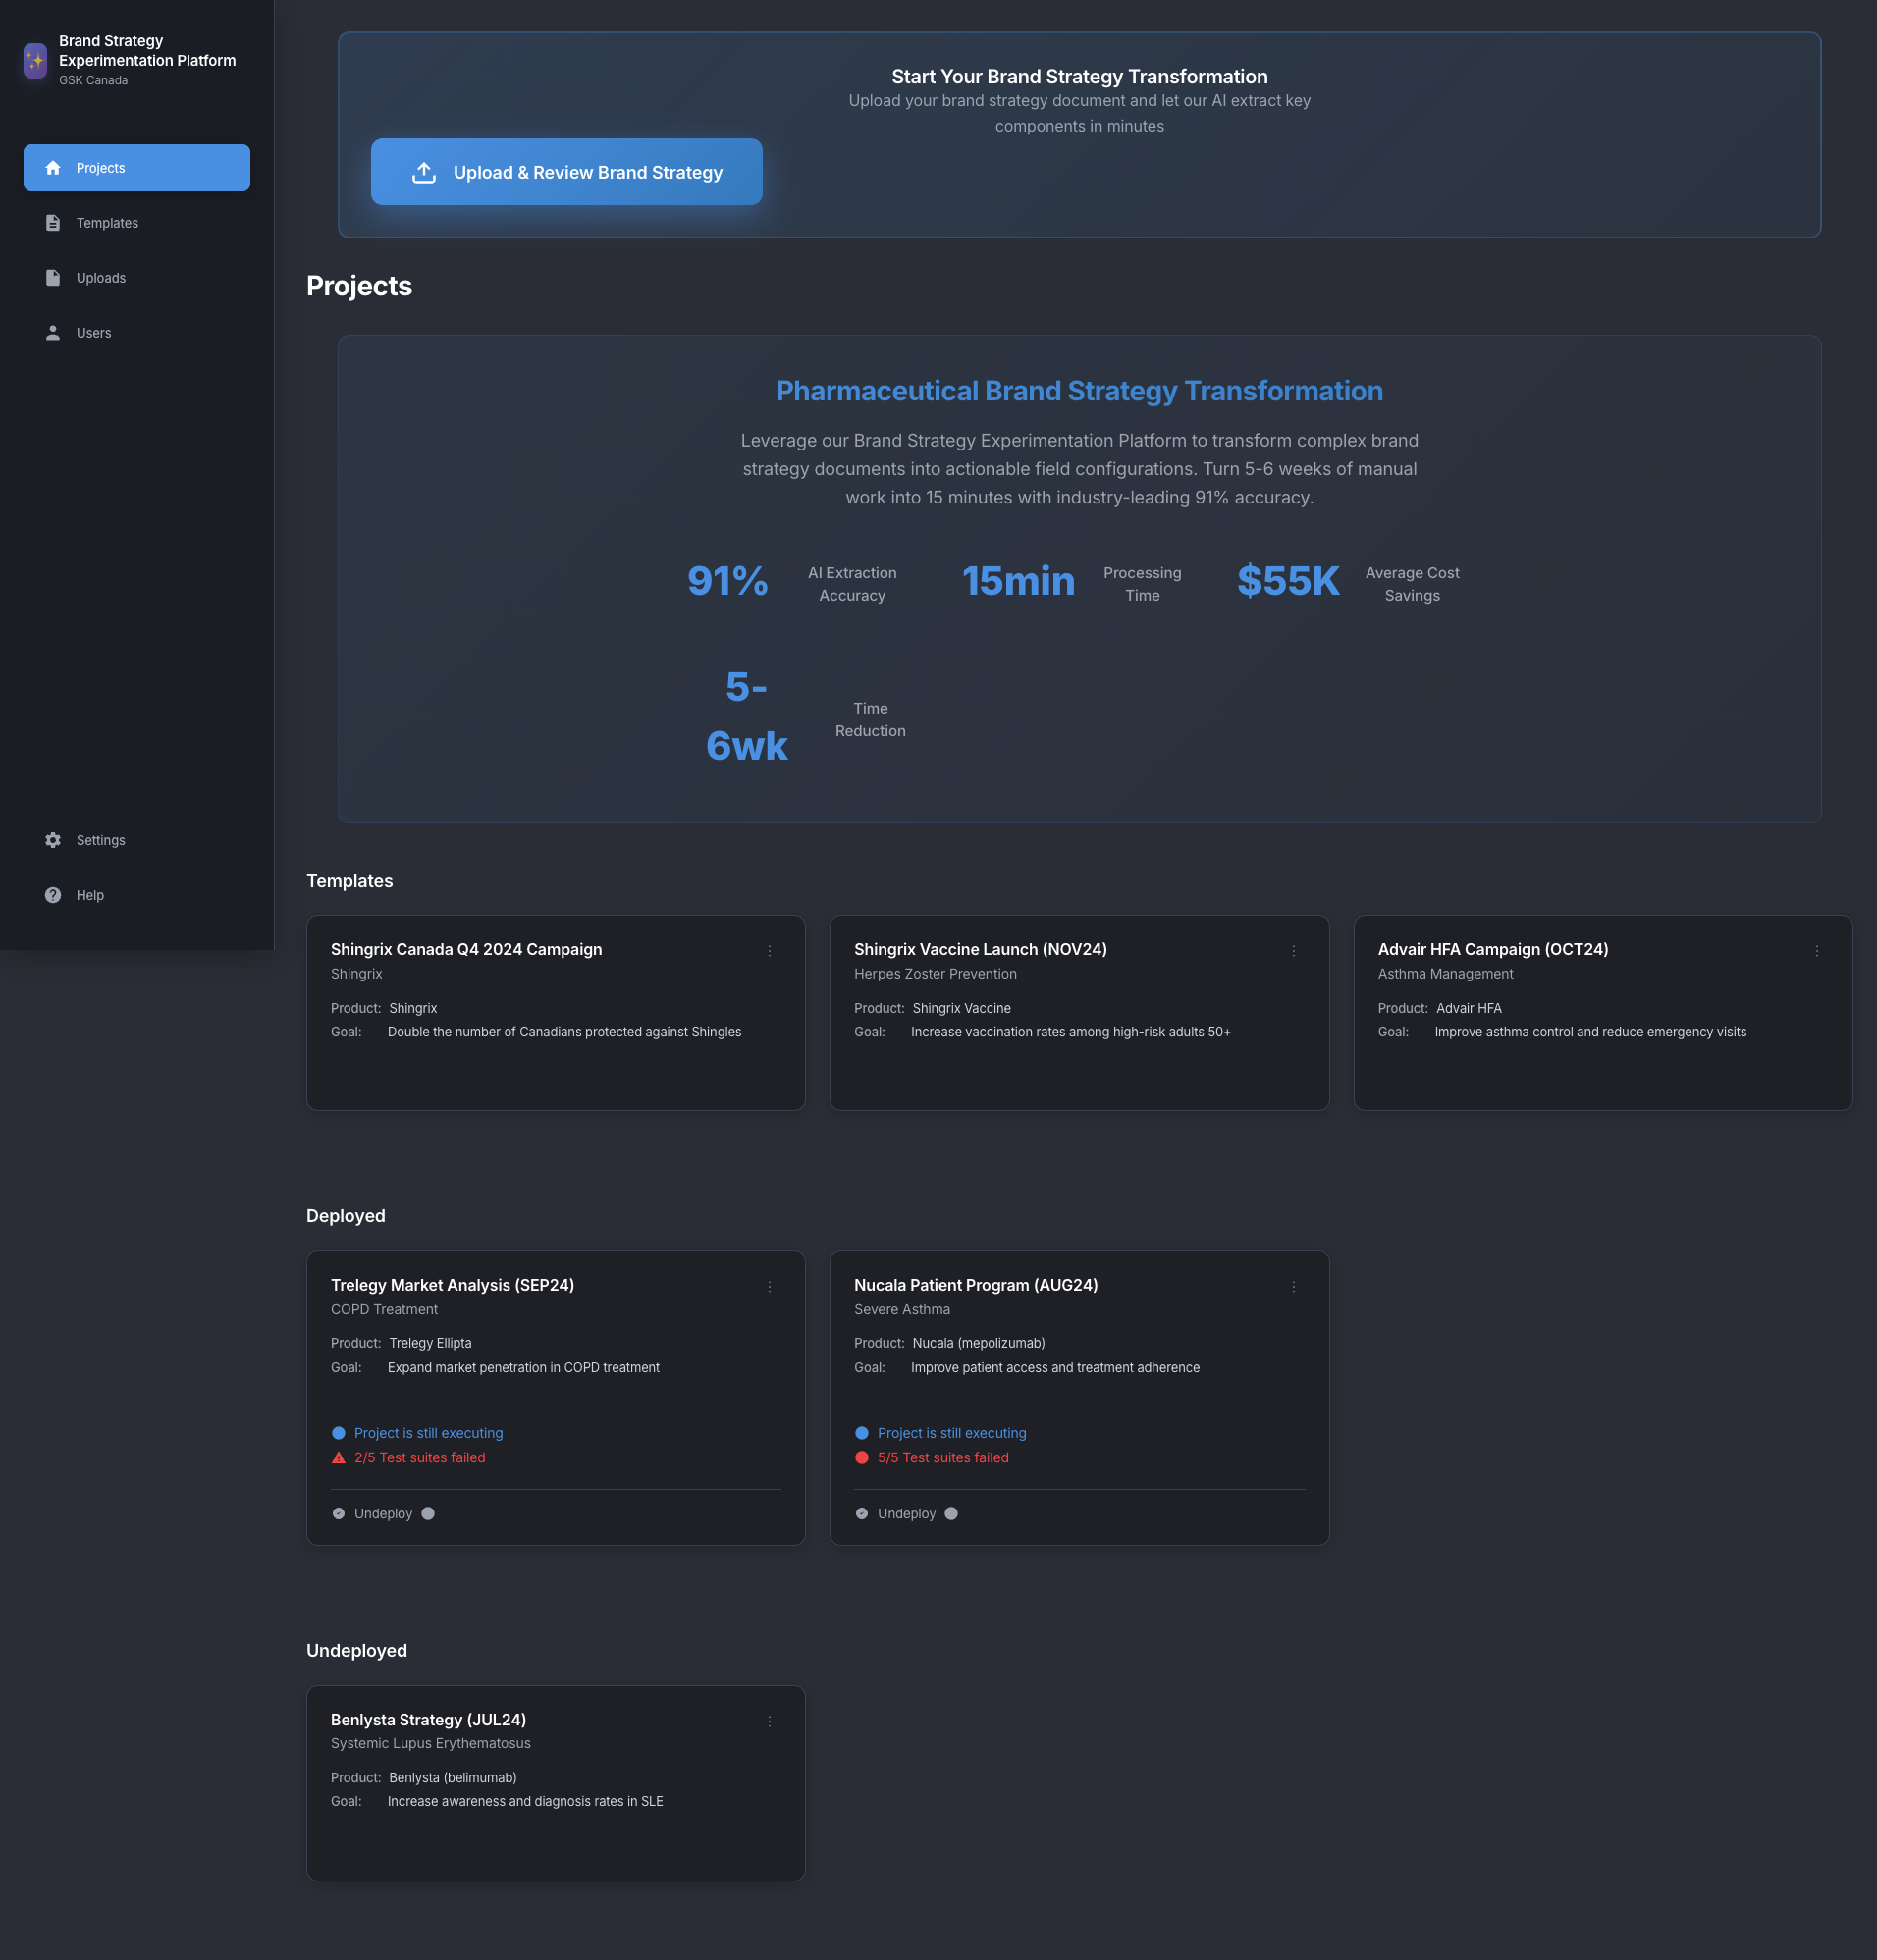 Brand Strategy
Experimentation Platform
GSK Canada
Projects
Templates
Uploads
Users
Settings
Help
Start Your Brand Strategy Transformation
Upload your brand strategy document and let our AI extract key
components in minutes
Upload & Review Brand Strategy
Projects
Pharmaceutical Brand Strategy Transformation
Leverage our Brand Strategy Experimentation Platform to transform complex brand
strategy documents into actionable field configurations. Turn 5-6 weeks of manual
work into 15 minutes with industry-leading 91% accuracy.
91%
AI Extraction
Accuracy
15min
Processing
Time
$55K
Average Cost
Savings
5-
6wk
Time
Reduction
Templates
Shingrix Canada Q4 2024 Campaign
Shingrix
Product: Shingrix
Goal: Double the number of Canadians protected against Shingles
Shingrix Vaccine Launch (NOV24)
Herpes Zoster Prevention
Product: Shingrix Vaccine
Goal: Increase vaccination rates among high-risk adults 50+
Advair HFA Campaign (OCT24)
Asthma Management
Product: Advair HFA
Goal: Improve asthma control and reduce emergency visits
Deployed
Trelegy Market Analysis (SEP24)
COPD Treatment
Product: Trelegy Ellipta
Goal: Expand market penetration in COPD treatment
Project is still executing
2/5 Test suites failed
Undeploy
Nucala Patient Program (AUG24)
Severe Asthma
Product: Nucala (mepolizumab)
Goal: Improve patient access and treatment adherence
Project is still executing
5/5 Test suites failed
Undeploy
Undeployed
Benlysta Strategy (JUL24)
Systemic Lupus Erythematosus
Product: Benlysta (belimumab)
Goal: Increase awareness and diagnosis rates in SLE